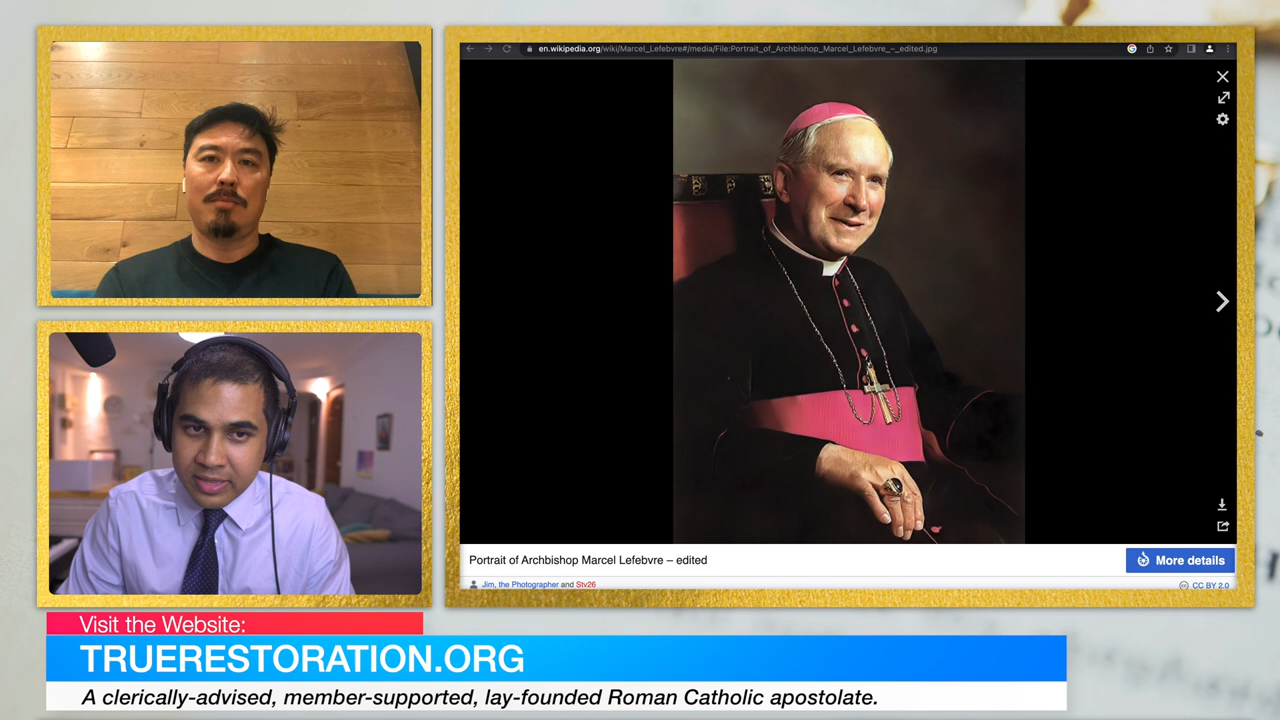 en.wikipedia.org/wiki/Marcel_Lefebvre#/media/File:Portrait_of_Archbishop_Marcel_Lefebvre_–_edited.jpg
Portrait of Archbishop Marcel Lefebvre – edited
More details
Jim, the Photographer and Stv26
CC BY 2.0
Visit the Website:
TRUERESTORATION.ORG
A clerically-advised, member-supported, lay-founded Roman Catholic apostolate.